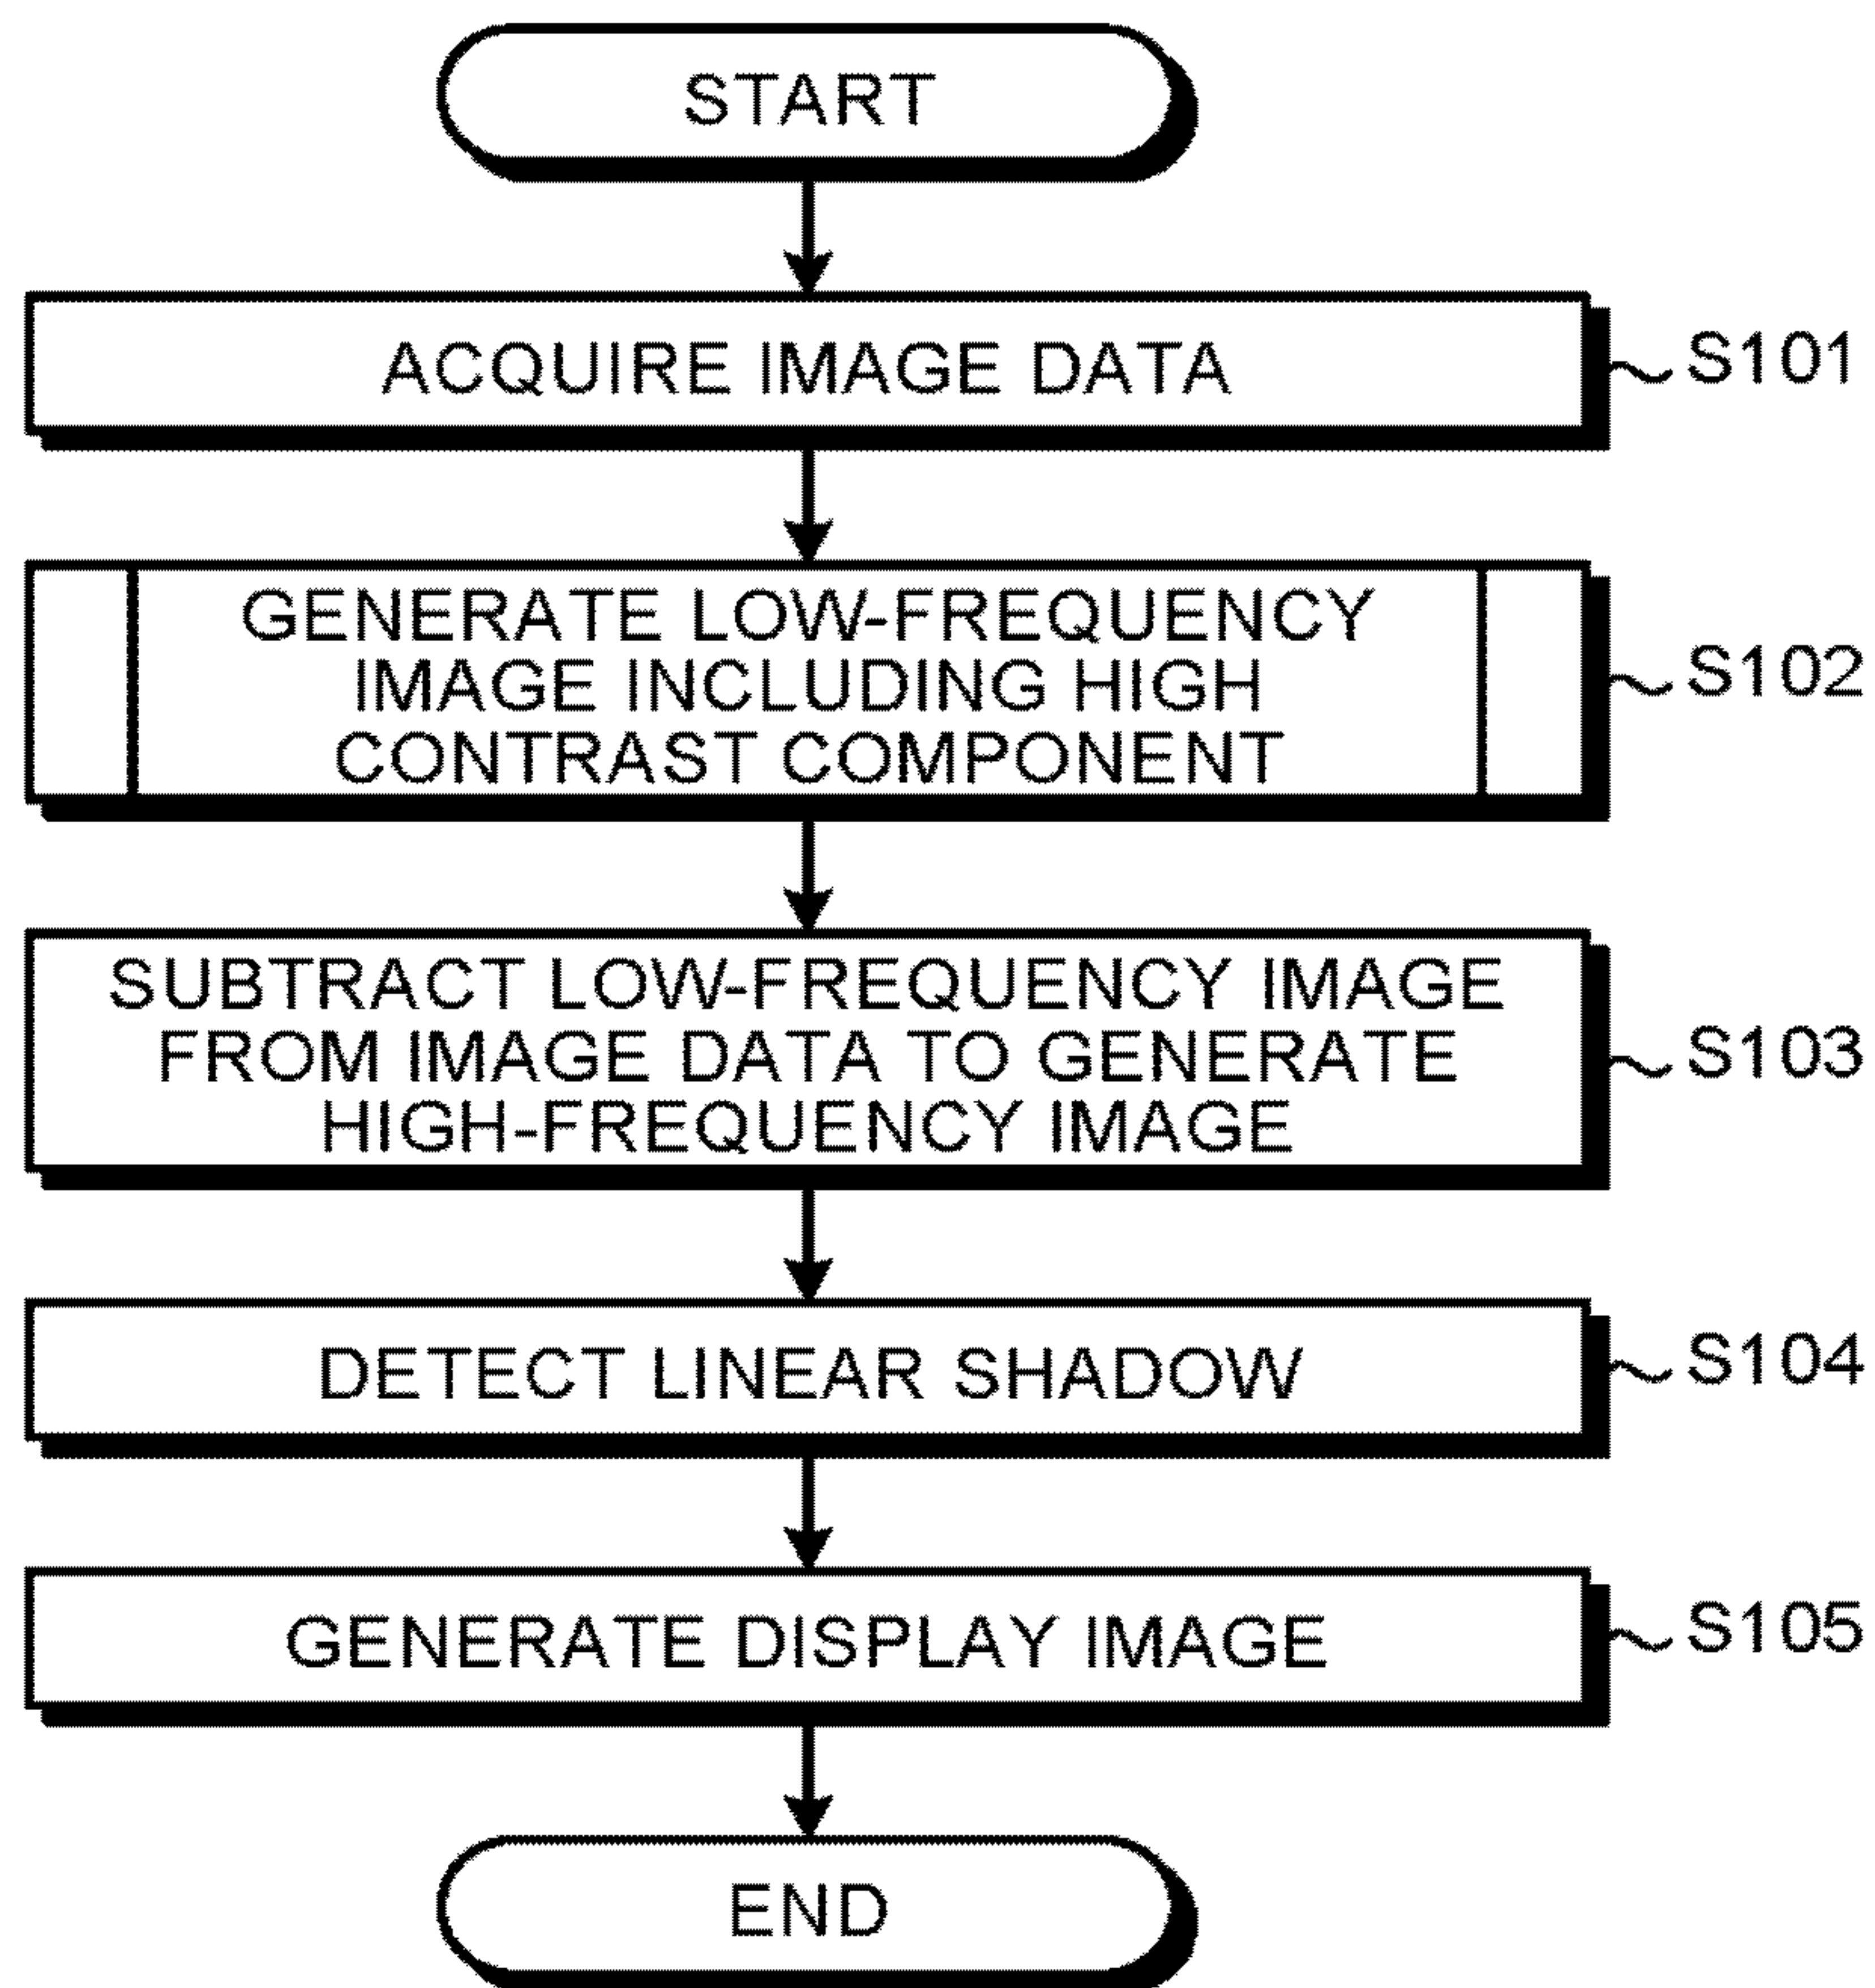 START
ACQUIRE IMAGE DATA
S101
GENERATE LOW-FREQUENCY
IMAGE INCLUDING HIGH
CONTRAST COMPONENT
S102
SUBTRACT LOW-FREQUENCY IMAGE
FROM IMAGE DATA TO GENERATE
HIGH-FREQUENCY IMAGE
S103
DETECT LINEAR SHADOW
S104
GENERATE DISPLAY IMAGE
S105
END